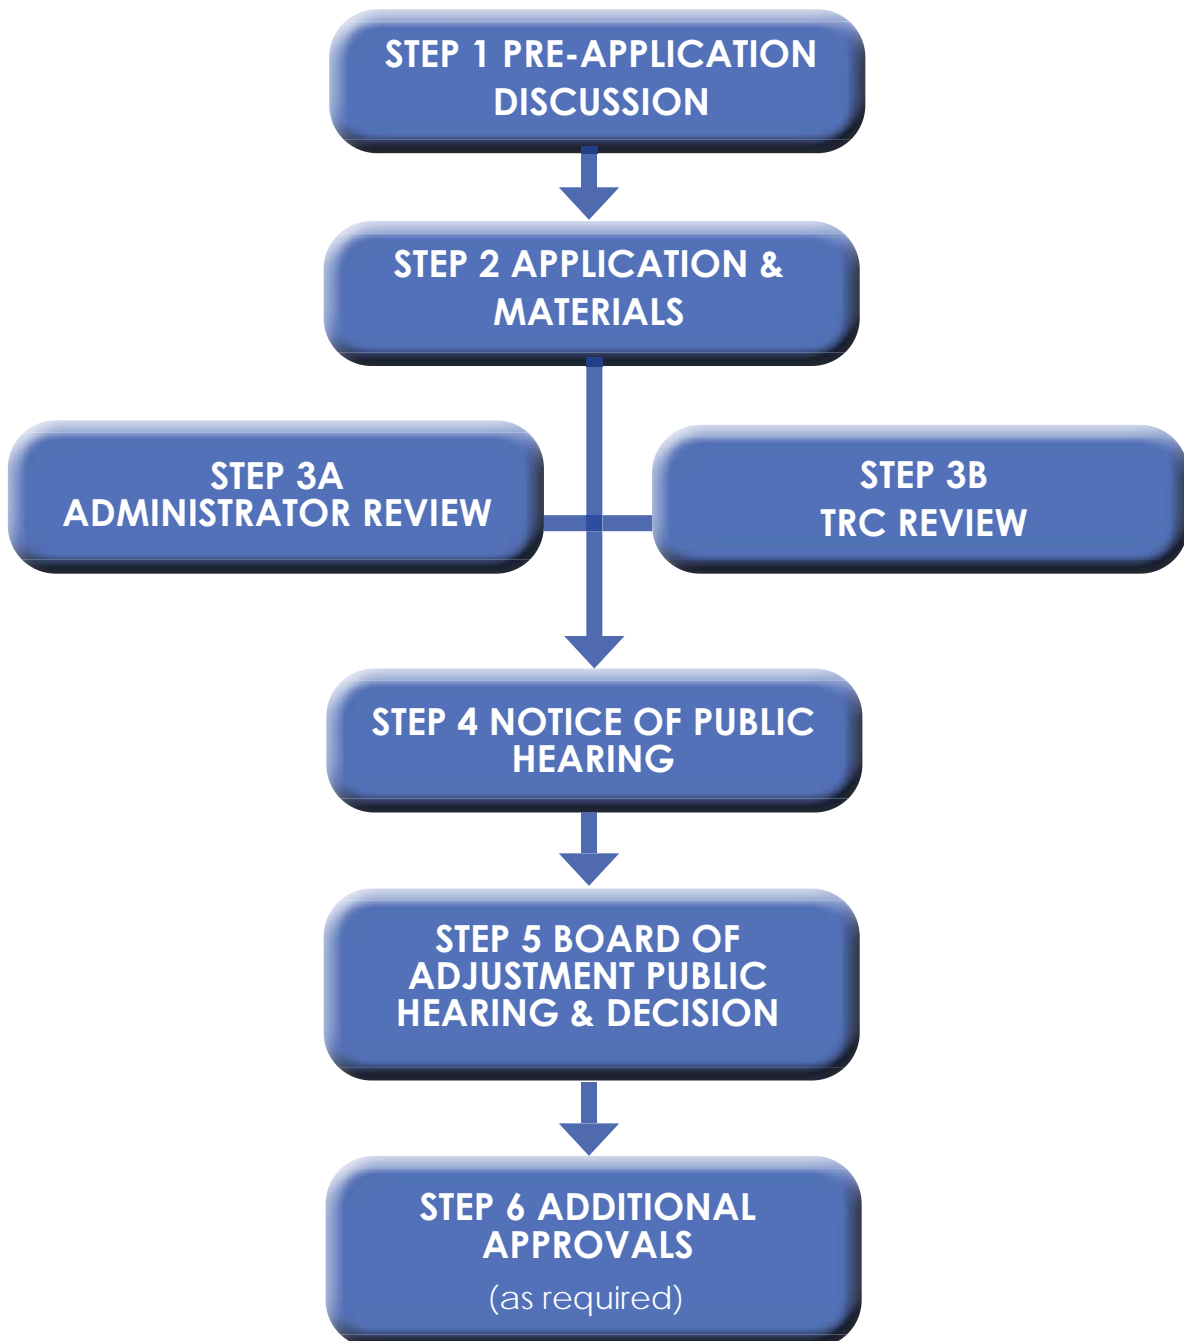 STEP 1 PRE-APPLICATION
DISCUSSION
STEP 2 APPLICATION &
MATERIALS
STEP 3A
ADMINISTRATOR REVIEW
STEP 3B
TRC REVIEW
STEP 4 NOTICE OF PUBLIC
HEARING
STEP 5 BOARD OF
ADJUSTMENT PUBLIC
HEARING & DECISION
STEP 6 ADDITIONAL
APPROVALS
(as required)